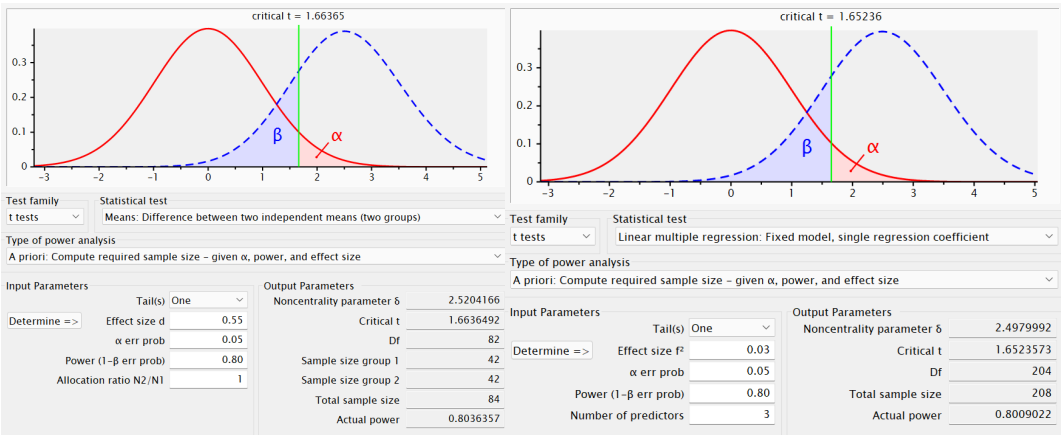 critical t = 1.66365
0.3
0.2
0.1
0
β
α
-3 -2 -1 0 1 2 3 4 5
Test family
Statistical test
t tests
Means: Difference between two independent means (two groups)
Type of power analysis
A priori: Compute required sample size – given α, power, and effect size
Input Parameters
Output Parameters
Tail(s) One
Noncentrality parameter δ 2.5204166
Determine => Effect size d 0.55
Critical t 1.6636492
α err prob 0.05
Df 82
Power (1-β err prob) 0.80
Sample size group 1 42
Allocation ratio N2/N1 1
Sample size group 2 42
Total sample size 84
Actual power 0.8036357
critical t = 1.65236
0.3
0.2
0.1
0
β
α
-3 -2 -1 0 1 2 3 4 5
Test family
Statistical test
t tests
Linear multiple regression: Fixed model, single regression coefficient
Type of power analysis
A priori: Compute required sample size – given α, power, and effect size
Input Parameters
Output Parameters
Tail(s) One
Noncentrality parameter δ 2.4979992
Determine => Effect size f² 0.03
Critical t 1.6523573
α err prob 0.05
Df 204
Power (1-β err prob) 0.80
Total sample size 208
Number of predictors 3
Actual power 0.8009022